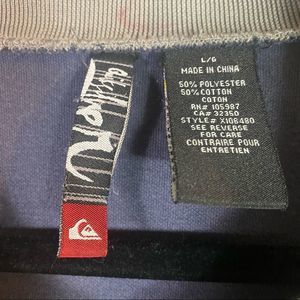 L/G
MADE IN CHINA
50% POLYESTER
50% COTTON
COTON
RN# 105987
CA# 32350
STYLE# X106480
SEE REVERSE
FOR CARE
CONTRAIRE POUR
ENTRETIEN